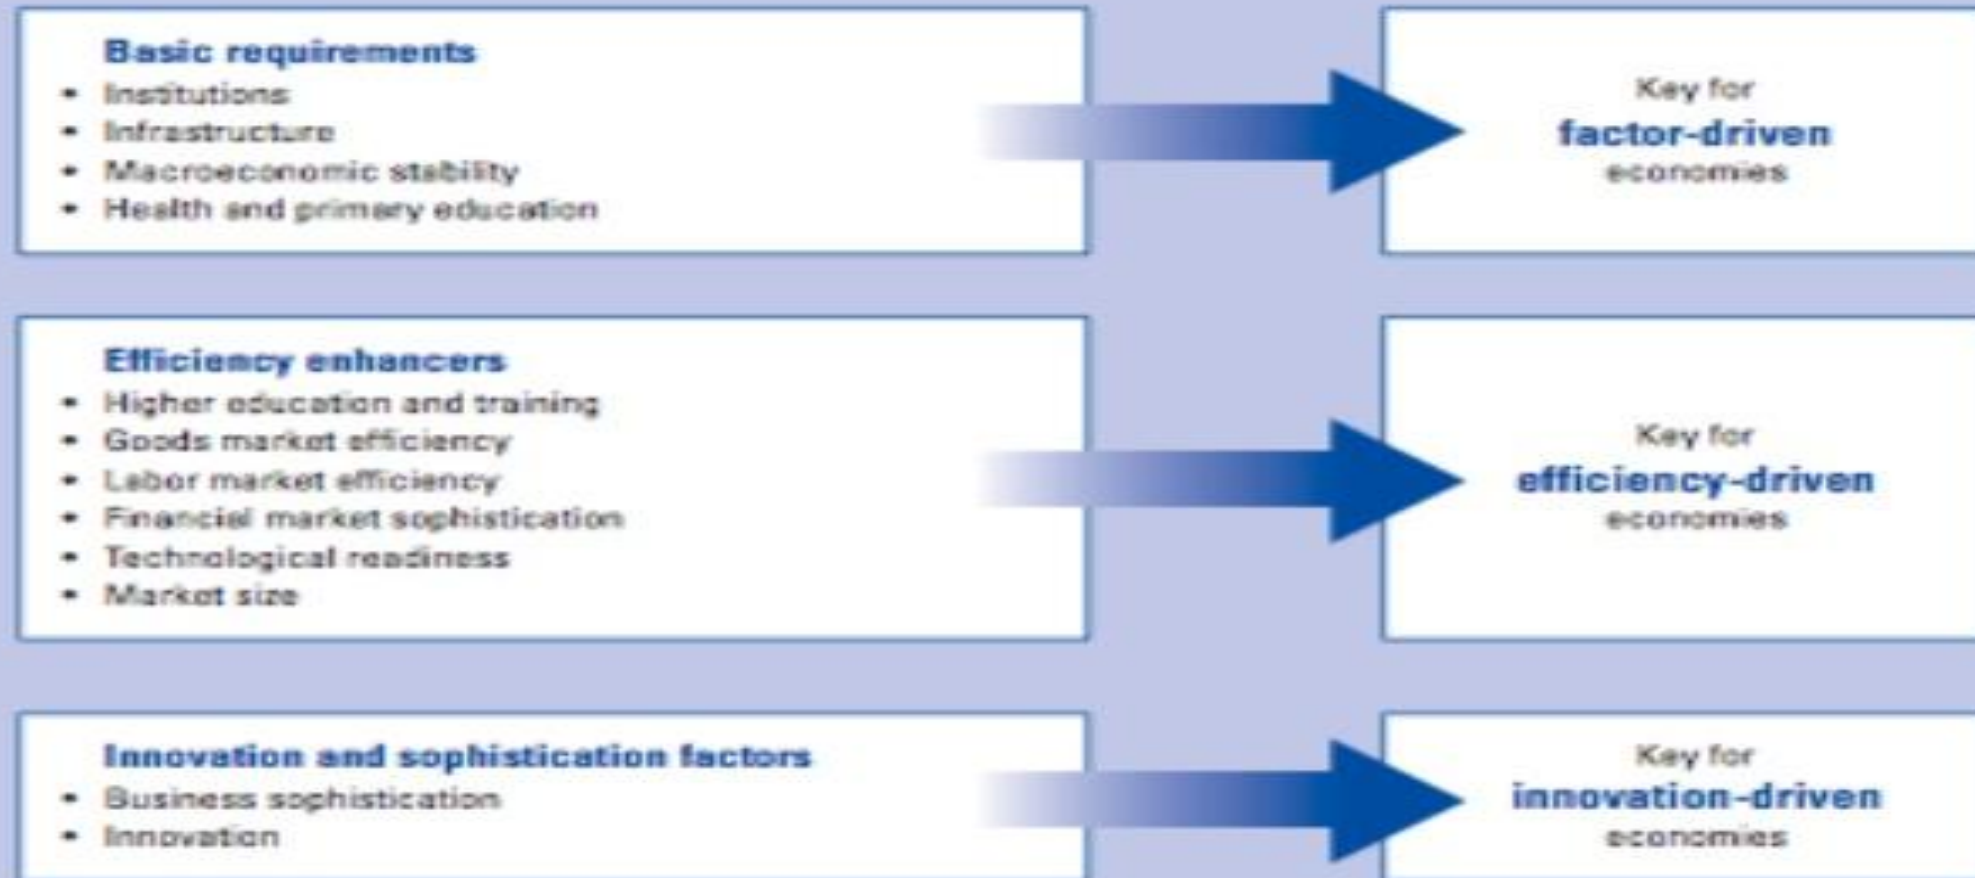 Basic requirements
• Institutions
• Infrastructure
• Macroeconomic stability
• Health and primary education
Key for
factor-driven
economies
Efficiency enhancers
• Higher education and training
• Goods market efficiency
• Labor market efficiency
• Financial market sophistication
• Technological readiness
• Market size
Key for
efficiency-driven
economies
Innovation and sophistication factors
• Business sophistication
• Innovation
Key for
innovation-driven
economies